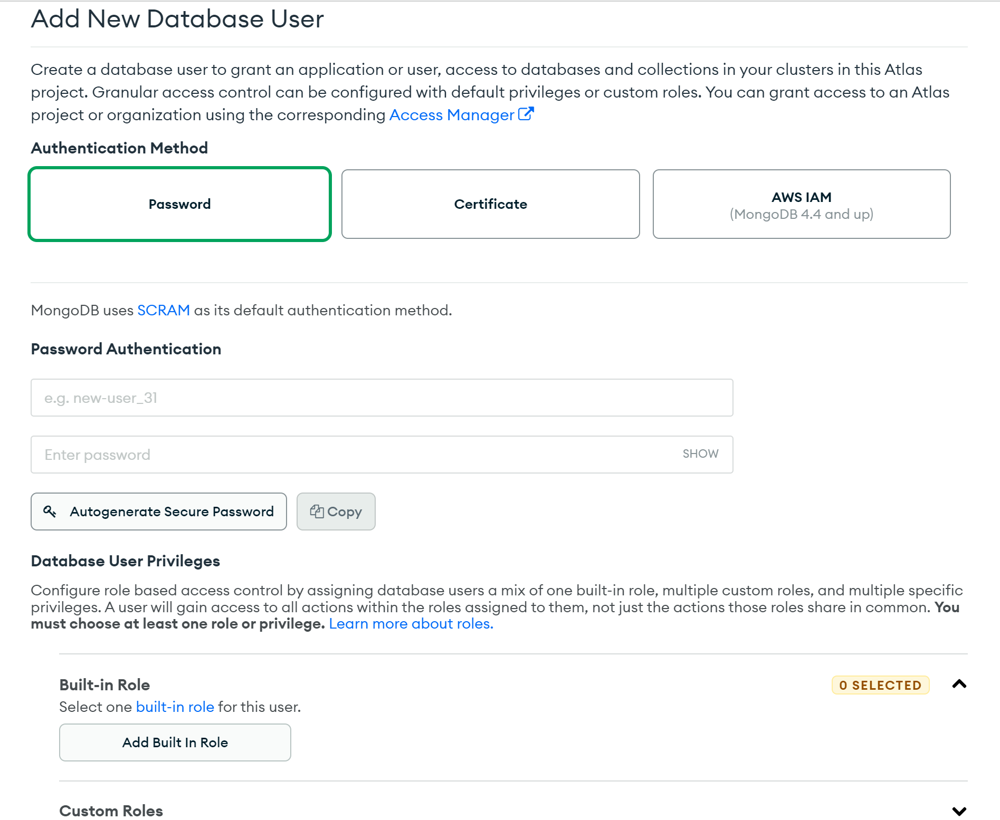 Add New Database User
Create a database user to grant an application or user, access to databases and collections in your clusters in this Atlas
project. Granular access control can be configured with default privileges or custom roles. You can grant access to an Atlas
project or organization using the corresponding Access Manager
Authentication Method
Password
Certificate
AWS IAM
(MongoDB 4.4 and up)
MongoDB uses SCRAM as its default authentication method.
Password Authentication
e.g. new-user_31
Enter password
SHOW
Autogenerate Secure Password
Copy
Database User Privileges
Configure role based access control by assigning database users a mix of one built-in role, multiple custom roles, and multiple specific
privileges. A user will gain access to all actions within the roles assigned to them, not just the actions those roles share in common. You
must choose at least one role or privilege. Learn more about roles.
Built-in Role
0 SELECTED
Select one built-in role for this user.
Add Built In Role
Custom Roles